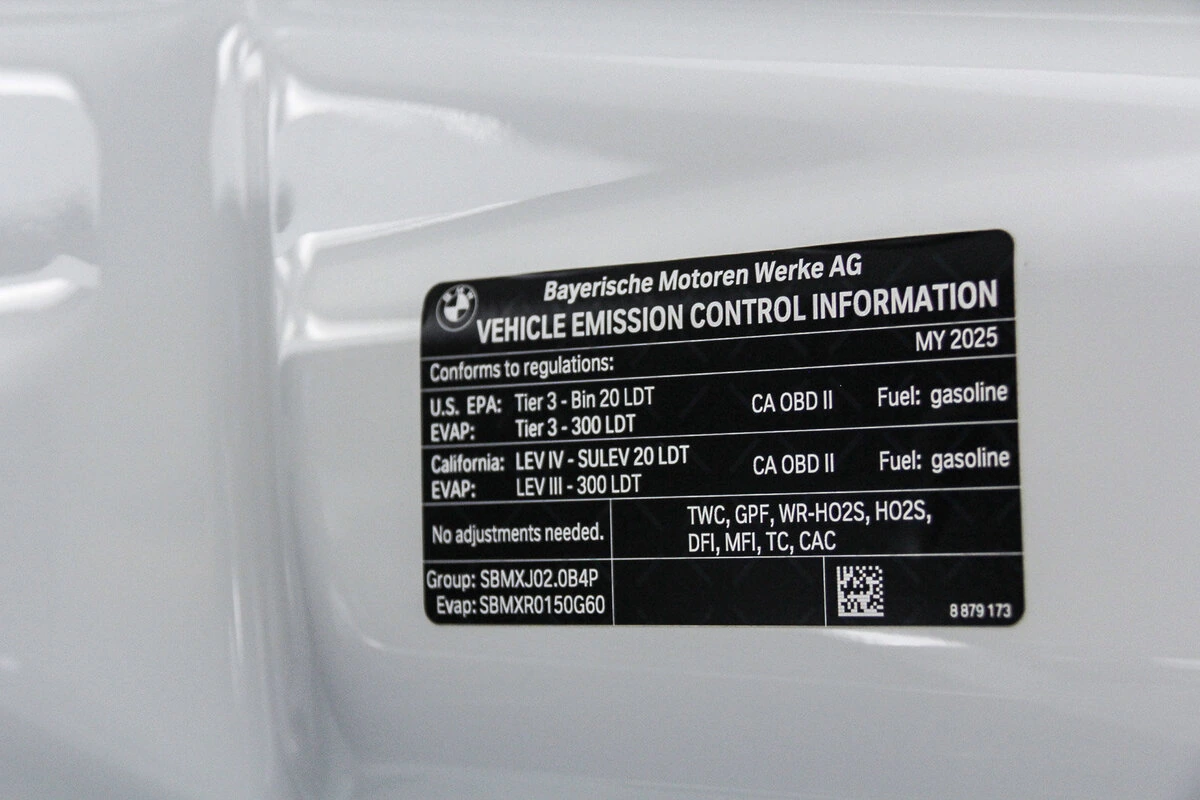 Bayerische Motoren Werke AG
VEHICLE EMISSION CONTROL INFORMATION
Conforms to regulations: MY 2025
U.S. EPA: Tier 3 - Bin 20 LDT CA OBD II Fuel: gasoline
EVAP: Tier 3 - 300 LDT
California: LEV IV - SULEV 20 LDT CA OBD II Fuel: gasoline
EVAP: LEV III - 300 LDT
No adjustments needed.
TWC, GPF, WR-HO2S, HO2S,
DFI, MFI, TC, CAC
Group: SBMXJ02.0B4P
Evap: SBMXR0150G60
8 879 173